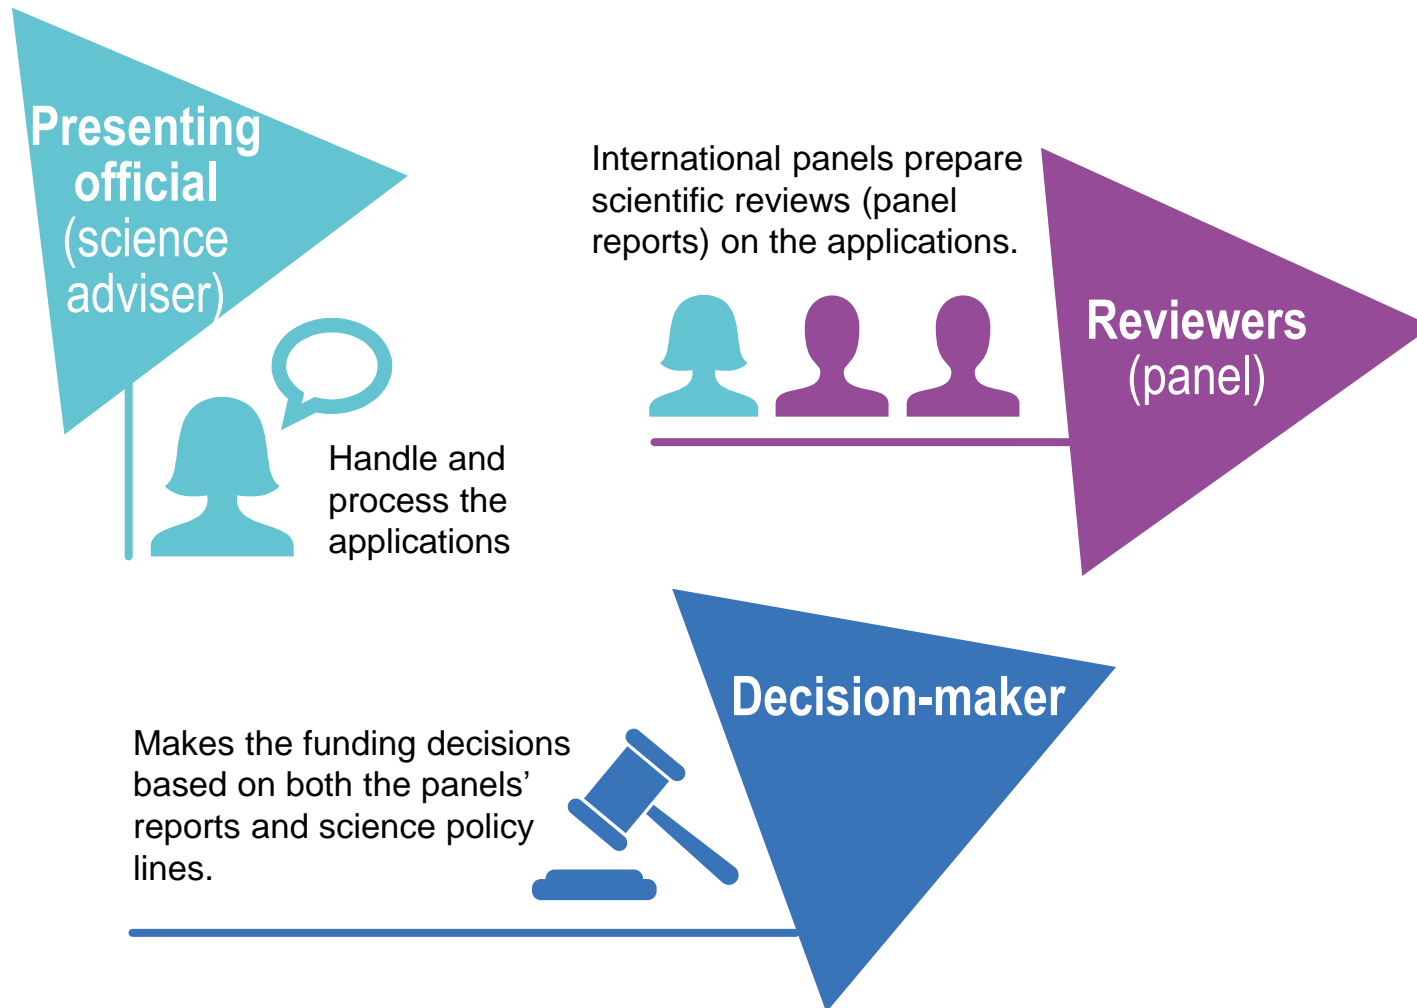 Presenting
official
(science
adviser)
Handle and
process the
applications
International panels prepare
scientific reviews (panel
reports) on the applications.
Reviewers
(panel)
Decision-maker
Makes the funding decisions
based on both the panels’
reports and science policy
lines.